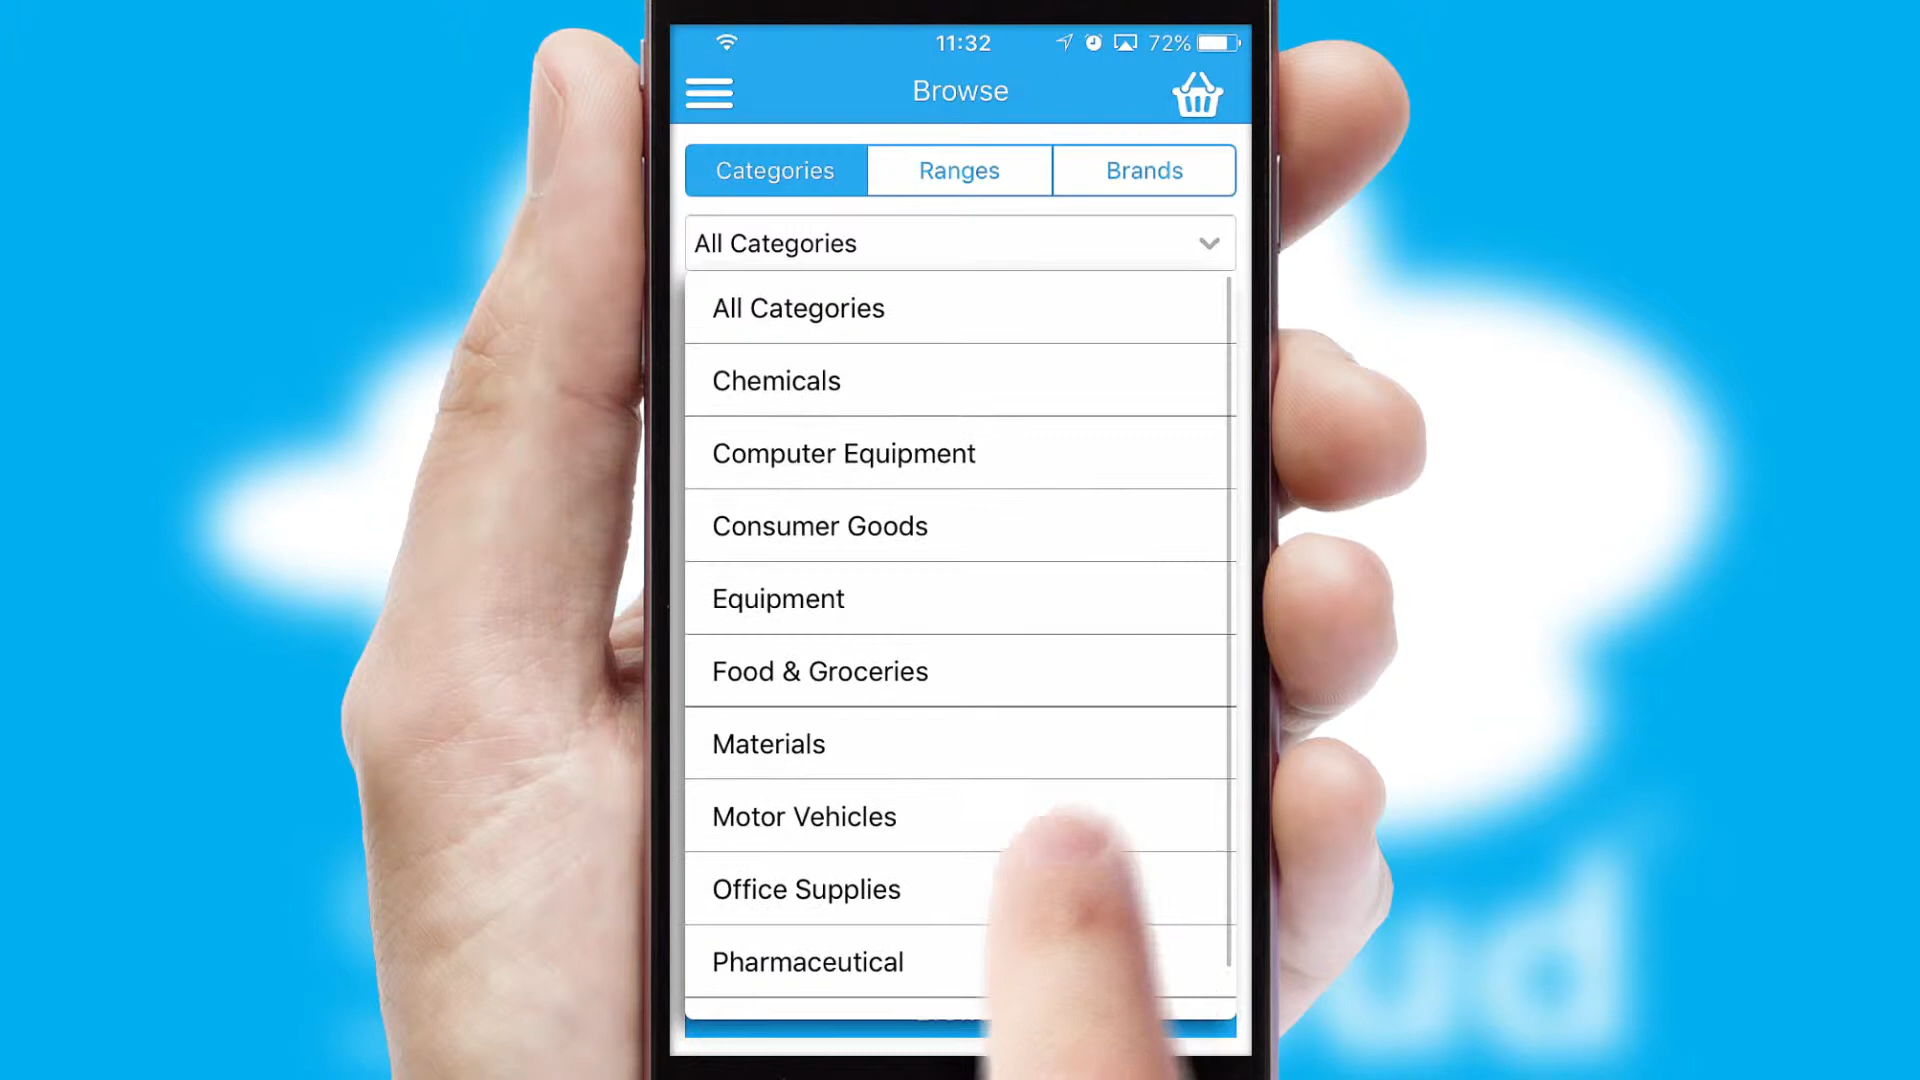 11:32
72%
Browse
Categories
Ranges
Brands
All Categories
All Categories
Chemicals
Computer Equipment
Consumer Goods
Equipment
Food & Groceries
Materials
Motor Vehicles
Office Supplies
Pharmaceutical
ud